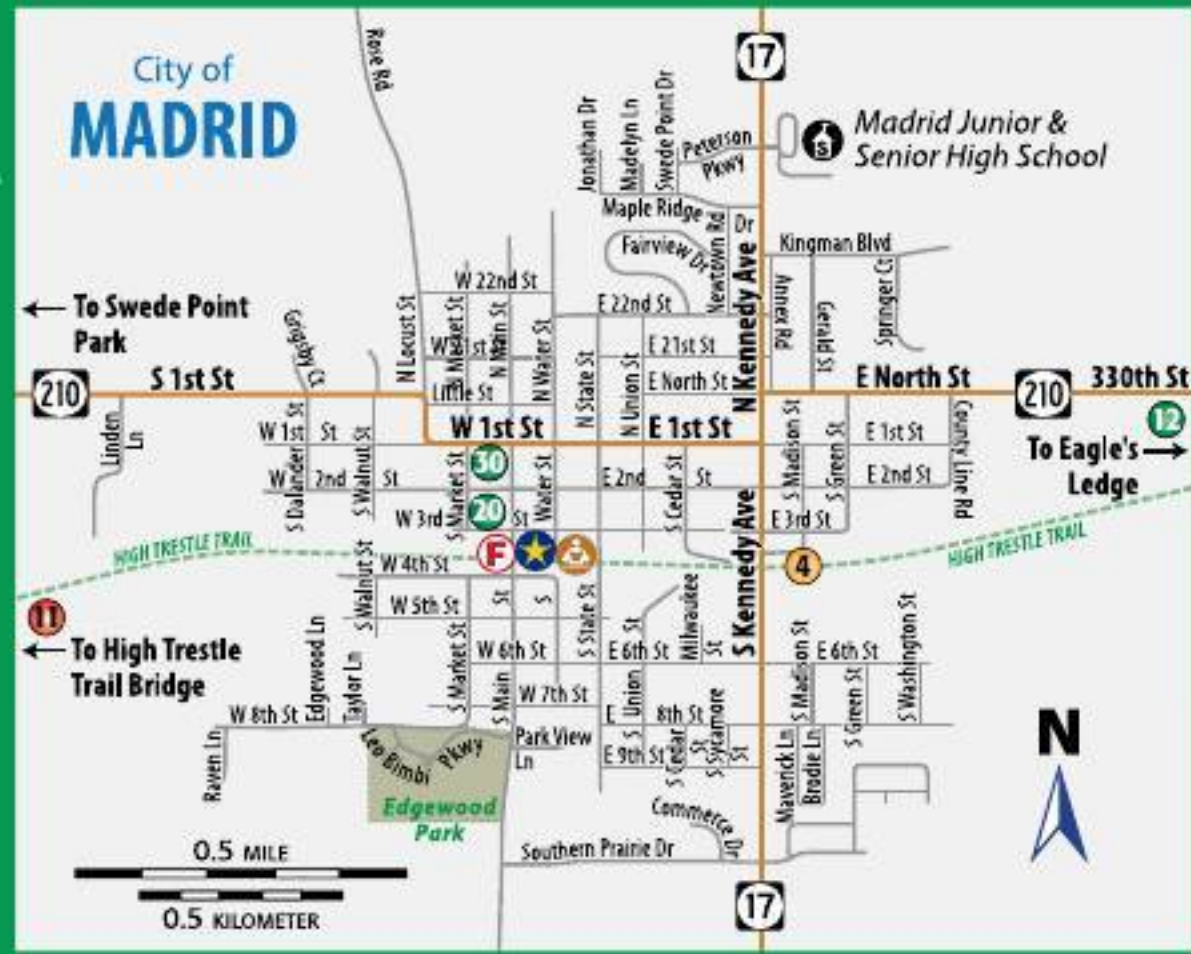 City of
MADRID
Rose Rd
17
Jonathan Dr
Madelyn Ln
Swede Point Dr
Peterson
Pkwy
S
Madrid Junior &
Senior High School
Maple Ridge
Dr
Fairview Dr
Newtown Rd
Kingman Blvd
N Kennedy Ave
Annex Rd
Gerald St
Springer Ct
← To Swede Point
Park
W 22nd St
E 22nd St
N Locust St
N Main St
N Water St
N State St
N Union St
E 21st St
Little St
E North St
210
S 1st St
E North St
210
330th St
12
To Eagle's →
Ledge
Linden
Ln
W 1st St
W 1st St
E 1st St
E 1st St
S Dalander St
S Walnut St
S Market St
30
Water St
W 2nd St
E 2nd St
E 2nd St
S Cedar St
S Madison St
S Green St
County Line Rd
W 3rd St
20
E 3rd St
S Kennedy Ave
HIGH TRESTLE TRAIL
F
4
HIGH TRESTLE TRAIL
W 4th St
S Walnut St
W 5th St
11
← To High Trestle
Trail Bridge
Edgewood Ln
Taylor Ln
S Market St
S Main
St
S
S State St
W 6th St
E 6th St
Milwaukee
St
E 6th St
S Madison St
S Green St
S Washington St
W 7th St
S Union St
W 8th St
E 8th St
Raven Ln
Leo Bimbi Pkwy
Park View
Ln
E 9th St
S Cedar St
S Sycamore
St
Maverick Ln
Brodie Ln
Edgewood
Park
Commerce Dr
Southern Prairie Dr
N
0.5 MILE
0.5 KILOMETER
17